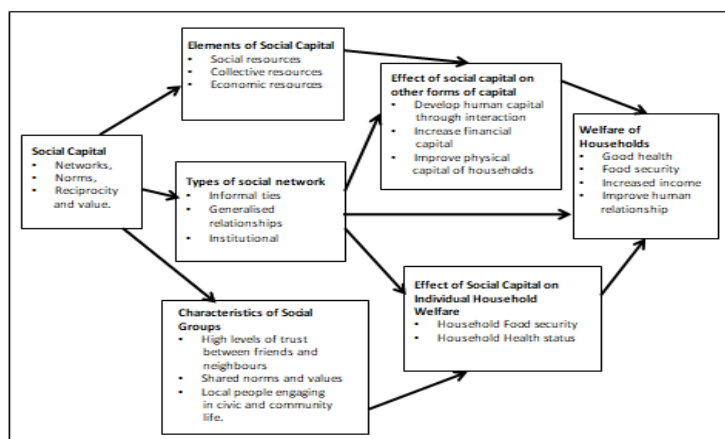 Elements of Social Capital
• Social resources
• Collective resources
• Economic resources
Effect of social capital on
other forms of capital
• Develop human capital
through interaction
• Increase financial
capital
• Improve physical
capital of households
Welfare of
Households
• Good health
• Food security
• Increased income
• Improve human
relationship
Social Capital
• Networks,
• Norms,
• Reciprocity
and value.
Types of social network
• Informal ties
• Generalised
relationships
• Institutional
Effect of Social Capital on
Individual Household
Welfare
• Household Food security
• Household Health status
Characteristics of Social
Groups
• High levels of trust
between friends and
neighbours
• Shared norms and values
• Local people engaging
in civic and community
life.